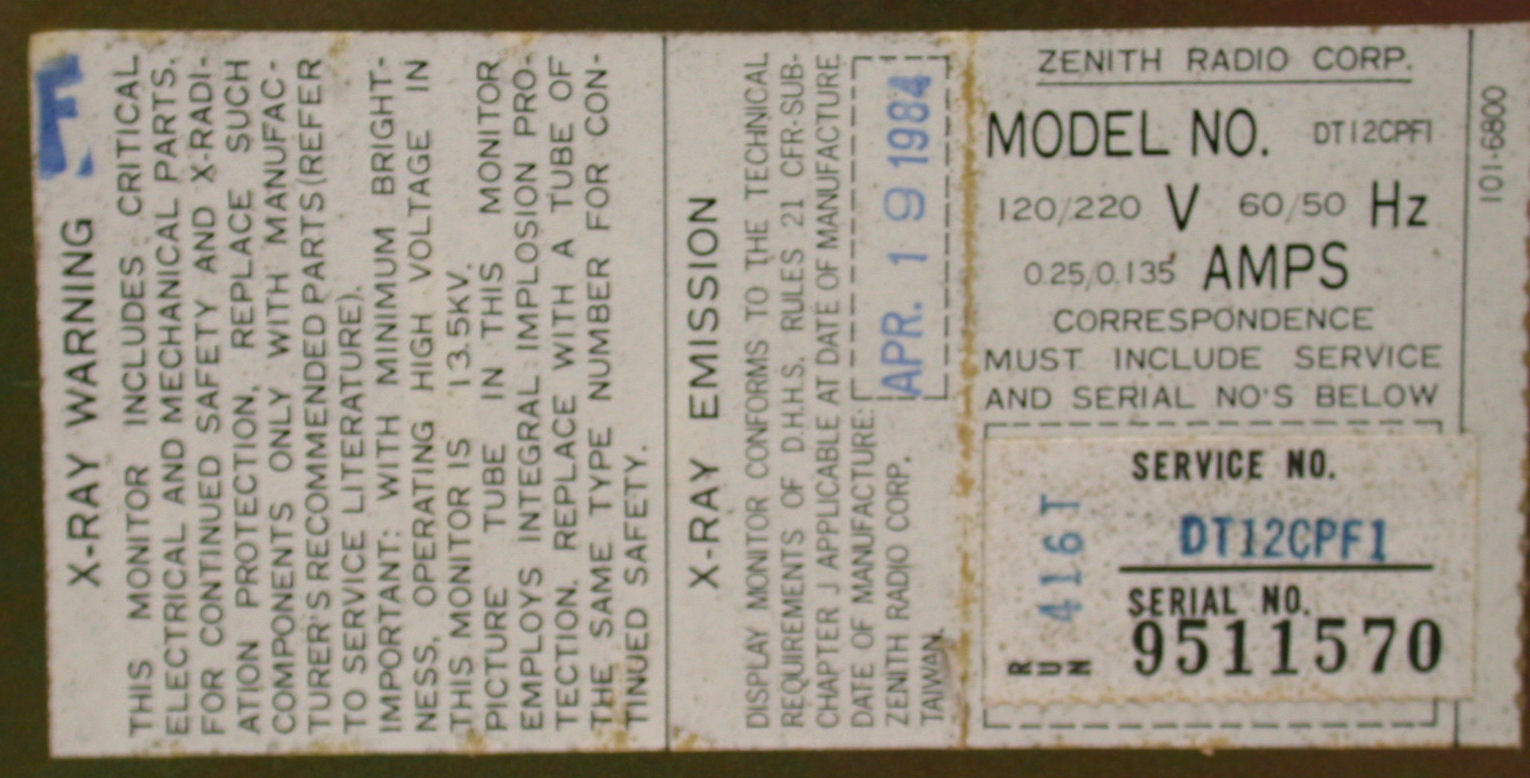 X-RAY WARNING
THIS MONITOR INCLUDES CRITICAL
ELECTRICAL AND MECHANICAL PARTS.
FOR CONTINUED SAFETY AND X-RADI-
ATION PROTECTION, REPLACE SUCH
COMPONENTS ONLY WITH MANUFAC-
TURER'S RECOMMENDED PARTS (REFER
TO SERVICE LITERATURE).
IMPORTANT: WITH MINIMUM BRIGHT-
NESS, OPERATING HIGH VOLTAGE IN
THIS MONITOR IS 13.5KV.
PICTURE TUBE IN THIS MONITOR
EMPLOYS INTEGRAL IMPLOSION PRO-
TECTION. REPLACE WITH A TUBE OF
THE SAME TYPE NUMBER FOR CON-
TINUED SAFETY.
X-RAY EMISSION
DISPLAY MONITOR CONFORMS TO THE TECHNICAL
REQUIREMENTS OF D.H.H.S. RULES 21 CFR-SUB-
CHAPTER J APPLICABLE AT DATE OF MANUFACTURE
DATE OF MANUFACTURE:
APR. 19 1984
ZENITH RADIO CORP.
TAIWAN.
ZENITH RADIO CORP.
MODEL NO. DT12CPF1
120/220 V 60/50 Hz
0.25/0.135 AMPS
CORRESPONDENCE
MUST INCLUDE SERVICE
AND SERIAL NO'S BELOW
SERVICE NO.
DT12CPF1
SERIAL NO.
9511570
RUN 416T
101-6800